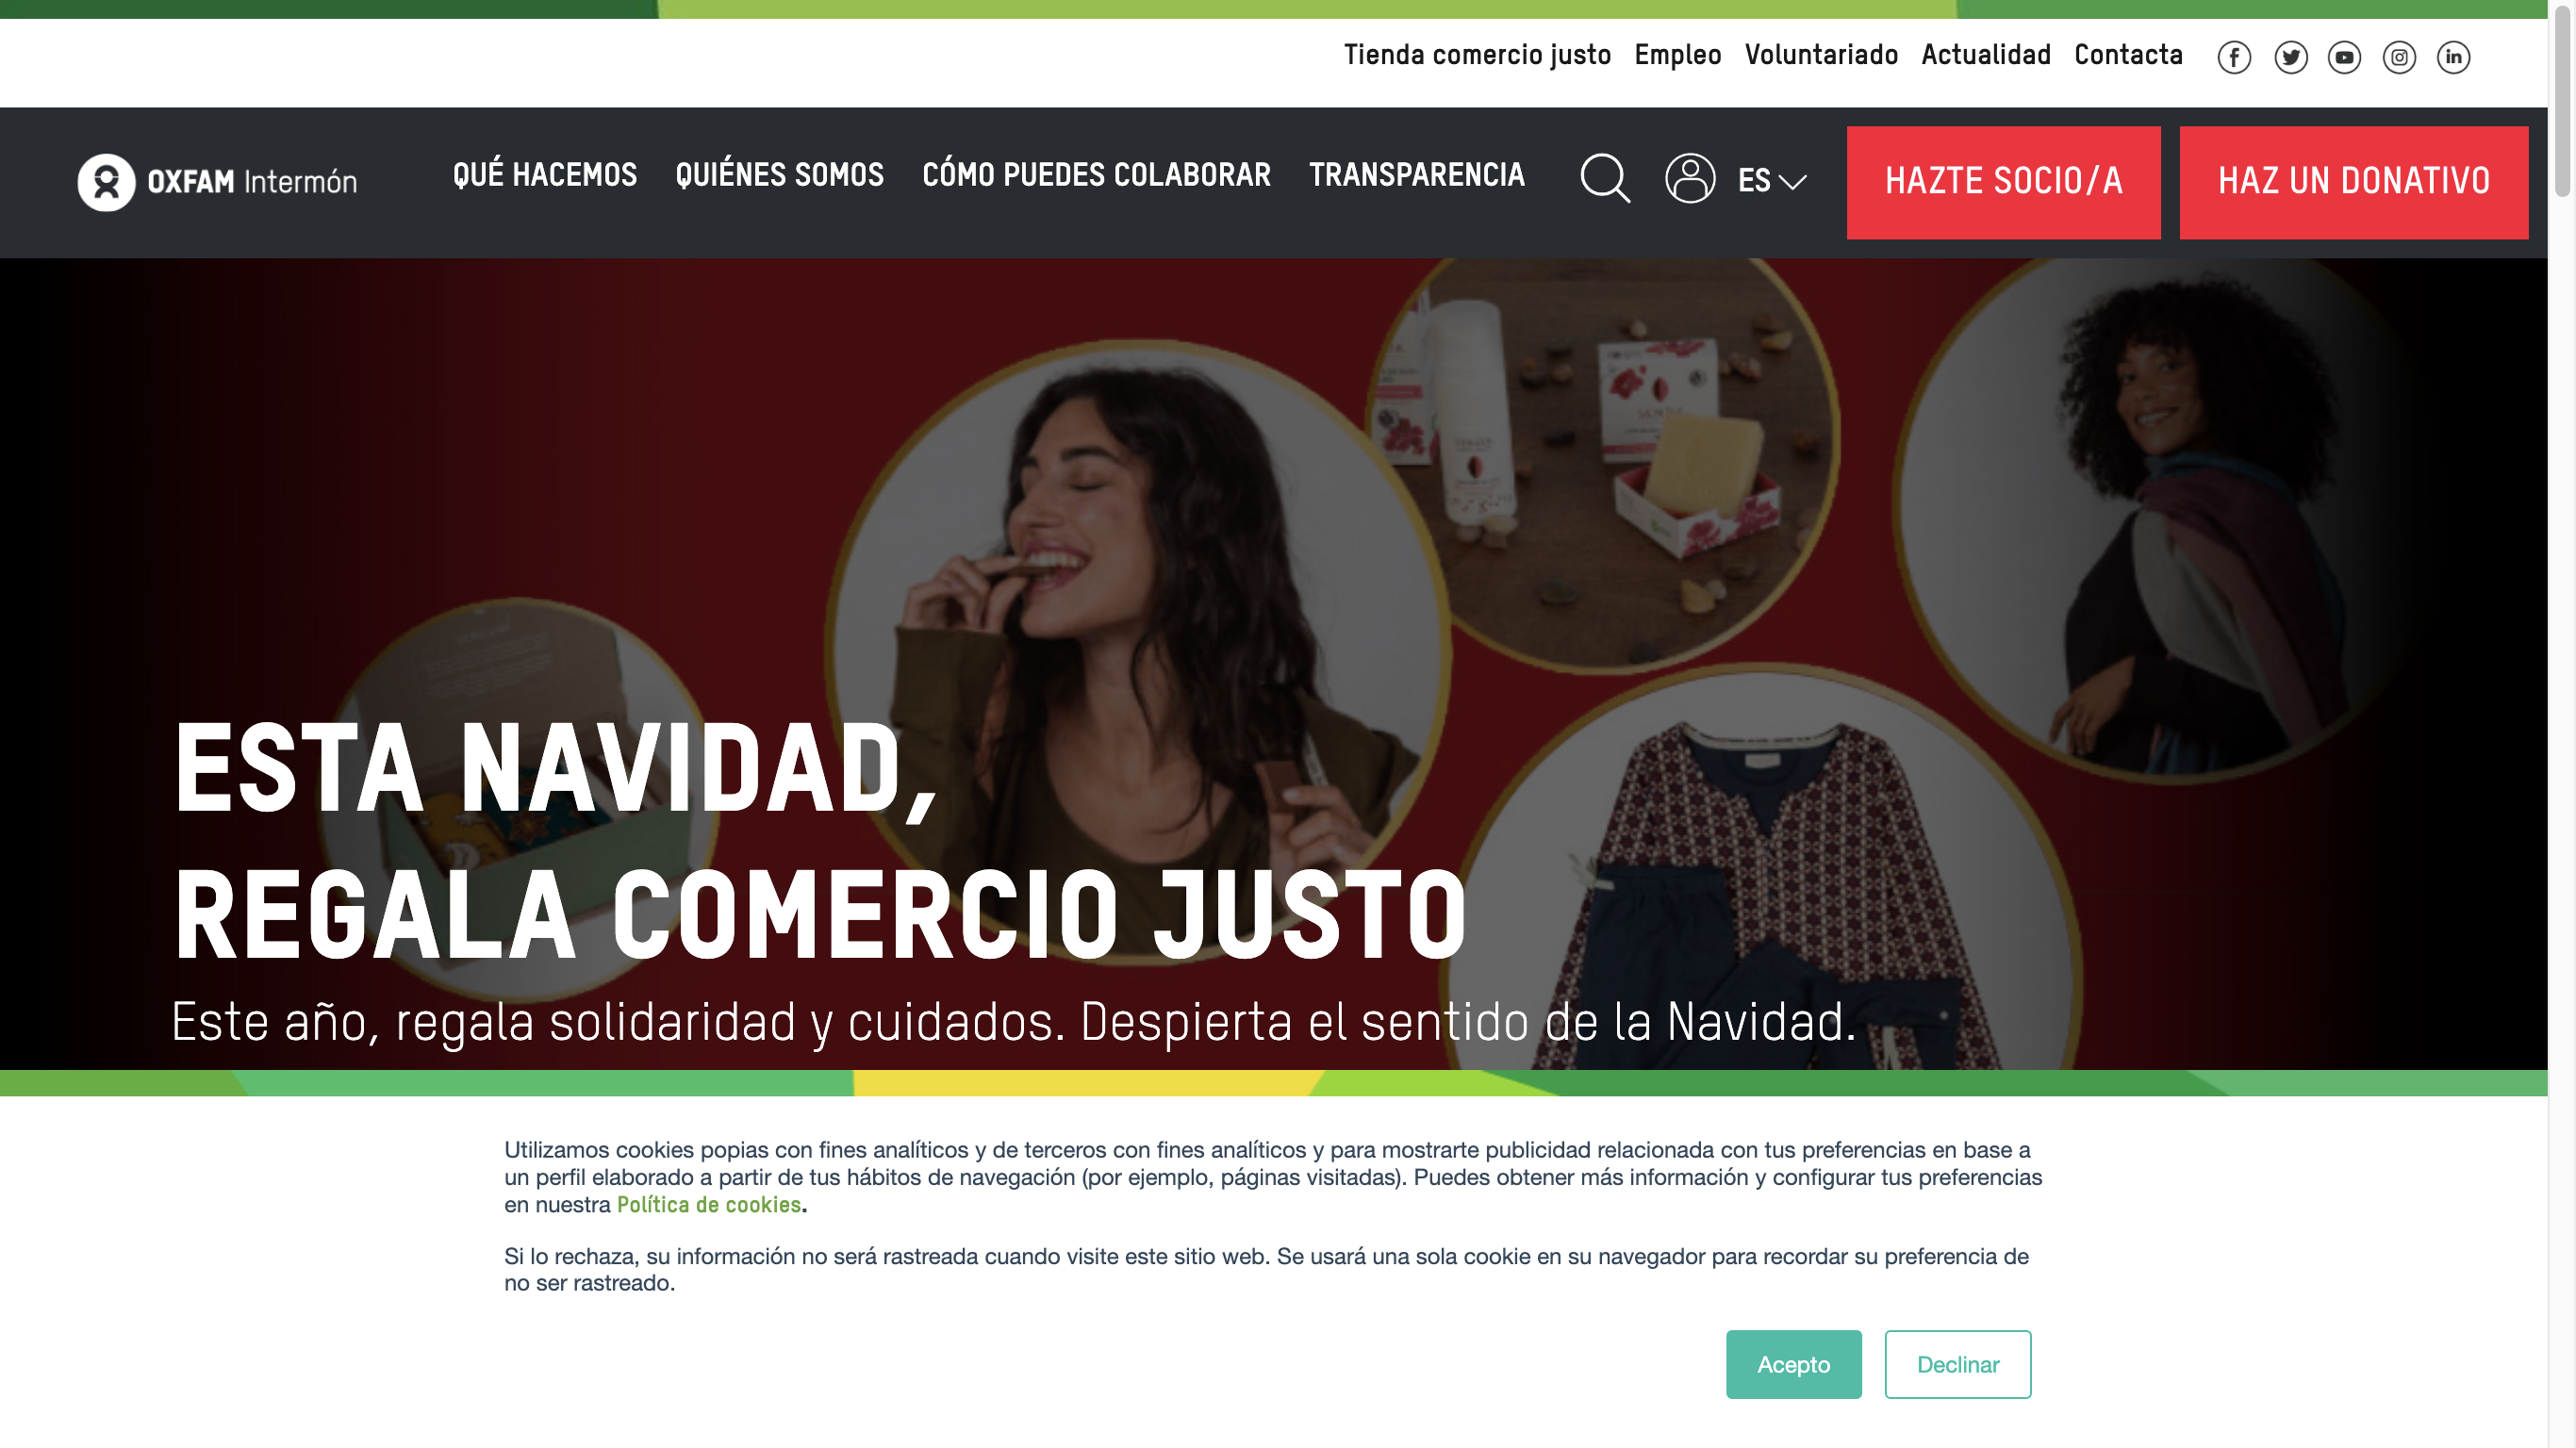 Tienda comercio justo Empleo Voluntariado Actualidad Contacta
OXFAM Intermón QUÉ HACEMOS QUIÉNES SOMOS CÓMO PUEDES COLABORAR TRANSPARENCIA ES HAZTE SOCIO/A HAZ UN DONATIVO
ESTA NAVIDAD,
REGALA COMERCIO JUSTO
Este año, regala solidaridad y cuidados. Despierta el sentido de la Navidad.
Utilizamos cookies popias con fines analíticos y de terceros con fines analíticos y para mostrarte publicidad relacionada con tus preferencias en base a
un perfil elaborado a partir de tus hábitos de navegación (por ejemplo, páginas visitadas). Puedes obtener más información y configurar tus preferencias
en nuestra Política de cookies.
Si lo rechaza, su información no será rastreada cuando visite este sitio web. Se usará una sola cookie en su navegador para recordar su preferencia de
no ser rastreado.
Acepto Declinar